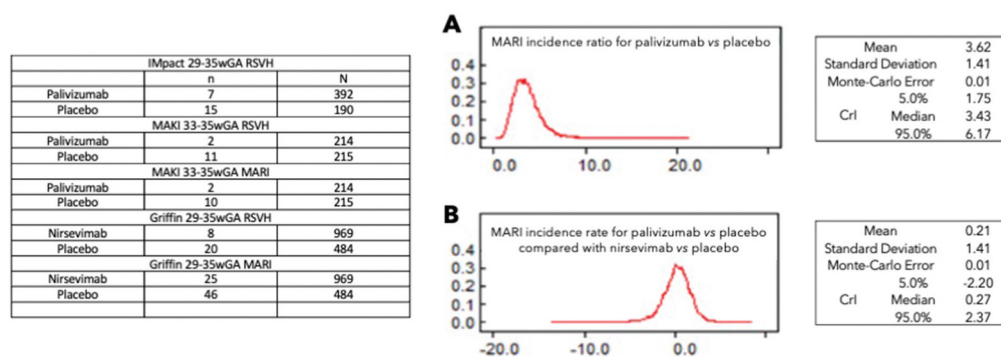 IMpact 29-35wGA RSVH
n N
Palivizumab 7 392
Placebo 15 190
MAKI 33-35wGA RSVH
Palivizumab 2 214
Placebo 11 215
MAKI 33-35wGA MARI
Palivizumab 2 214
Placebo 10 215
Griffin 29-35wGA RSVH
Nirsevimab 8 969
Placebo 20 484
Griffin 29-35wGA MARI
Nirsevimab 25 969
Placebo 46 484
A
MARI incidence ratio for palivizumab vs placebo
0.4
0.3
0.2
0.1
0.0
0.0 10.0 20.0
Mean 3.62
Standard Deviation 1.41
Monte-Carlo Error 0.01
5.0% 1.75
CrI Median 3.43
95.0% 6.17
B
MARI incidence rate for palivizumab vs placebo
compared with nirsevimab vs placebo
0.4
0.3
0.2
0.1
0.0
-20.0 -10.0 0.0
Mean 0.21
Standard Deviation 1.41
Monte-Carlo Error 0.01
5.0% -2.20
CrI Median 0.27
95.0% 2.37